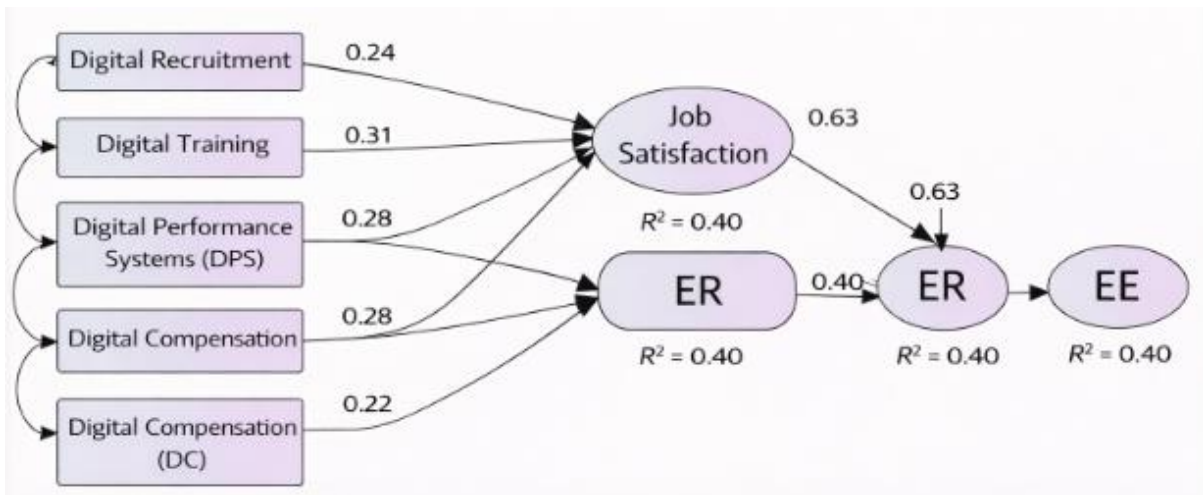 Digital Recruitment
0.24
Digital Training
0.31
Digital Performance
Systems (DPS)
0.28
Digital Compensation
0.28
Digital Compensation
(DC)
0.22
Job
Satisfaction
R² = 0.40
0.63
ER
R² = 0.40
0.40
0.63
ER
R² = 0.40
EE
R² = 0.40